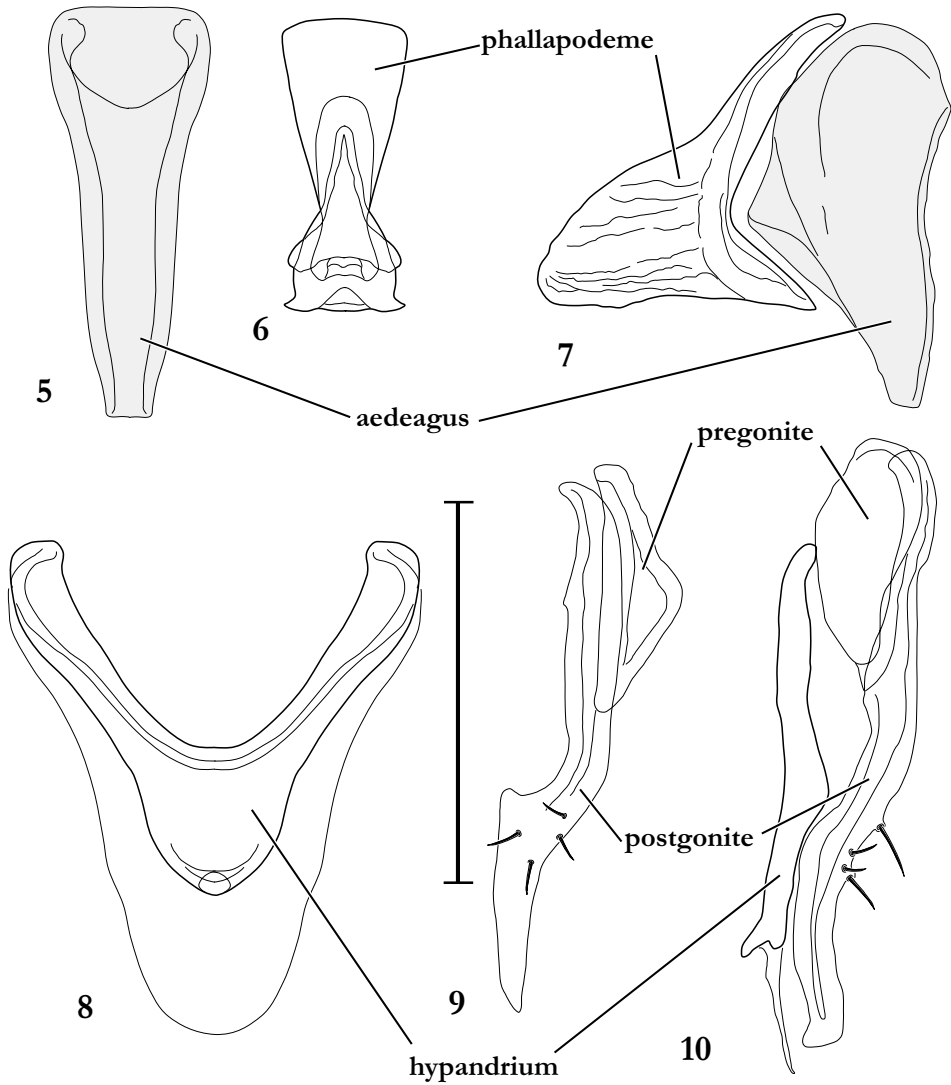 phallapodeme
6
7
5
aedeagus
pregonite
postgonite
8
9
10
hypandrium